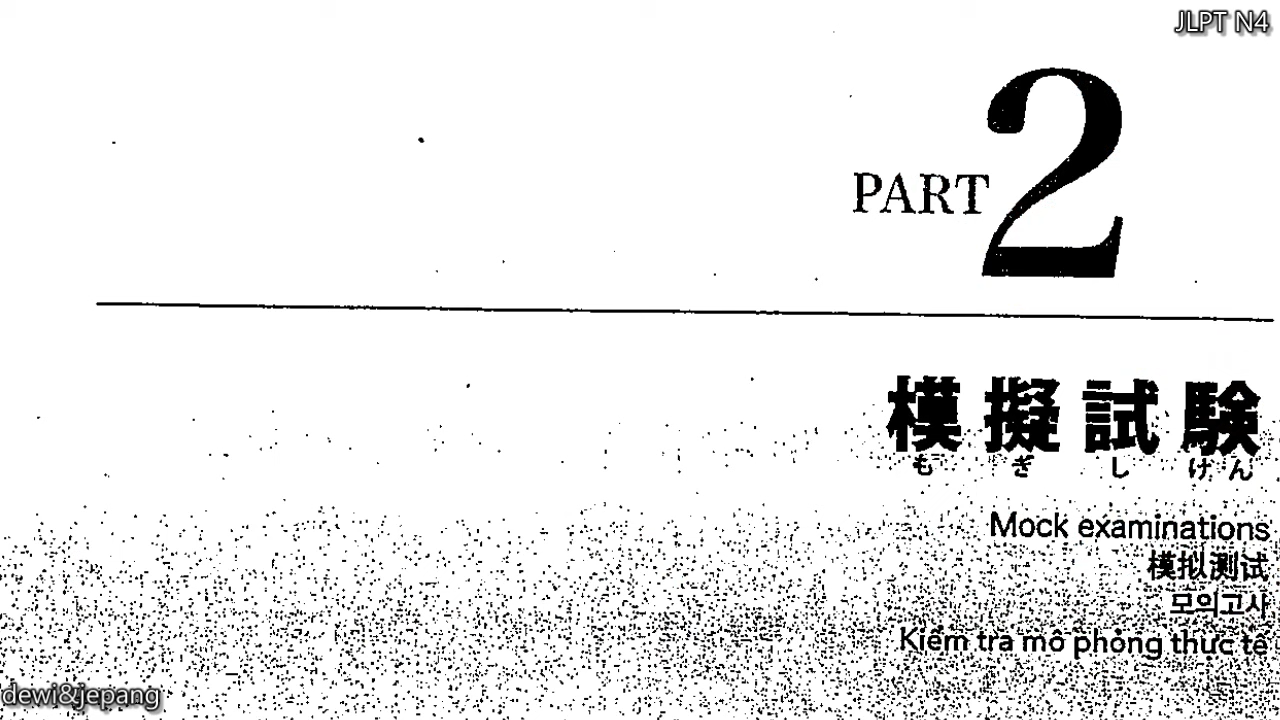 JLPT N4
PART 2
模擬試験
も ぎ し けん
Mock examinations
模拟测试
모의고사
Kiểm tra mô phỏng thực tế
dewi&jepang